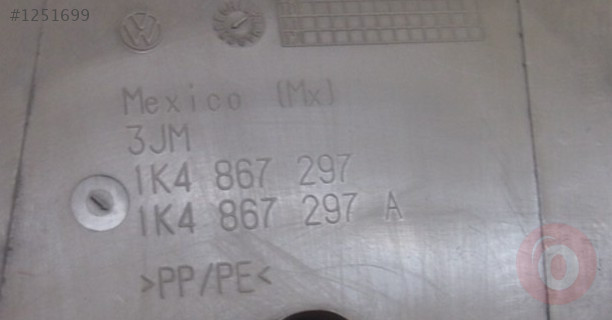 #1251699
Mexico (Mx)
3JM
1K4 867 297
1K4 867 297 A
>PP/PE<